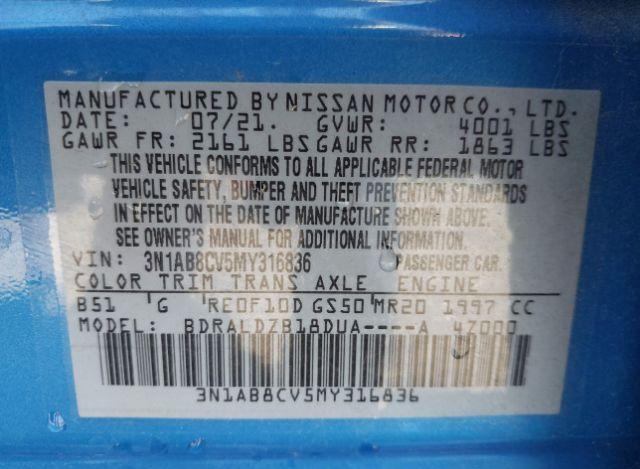 MANUFACTURED BY NISSAN MOTOR CO., LTD.
DATE: 07/21. GVWR: 4001 LBS
GAWR FR: 2161 LBS GAWR RR: 1863 LBS
THIS VEHICLE CONFORMS TO ALL APPLICABLE FEDERAL MOTOR
VEHICLE SAFETY, BUMPER AND THEFT PREVENTION STANDARDS
IN EFFECT ON THE DATE OF MANUFACTURE SHOWN ABOVE.
SEE OWNER'S MANUAL FOR ADDITIONAL INFORMATION.
VIN: 3N1AB8CV5MY316836 PASSENGER CAR.
COLOR TRIM TRANS AXLE ENGINE
B51 G RE0F10D GS50 MR20 1997 CC
MODEL: BDRALDZB18DUA----A 47000
3N1AB8CV5MY316836